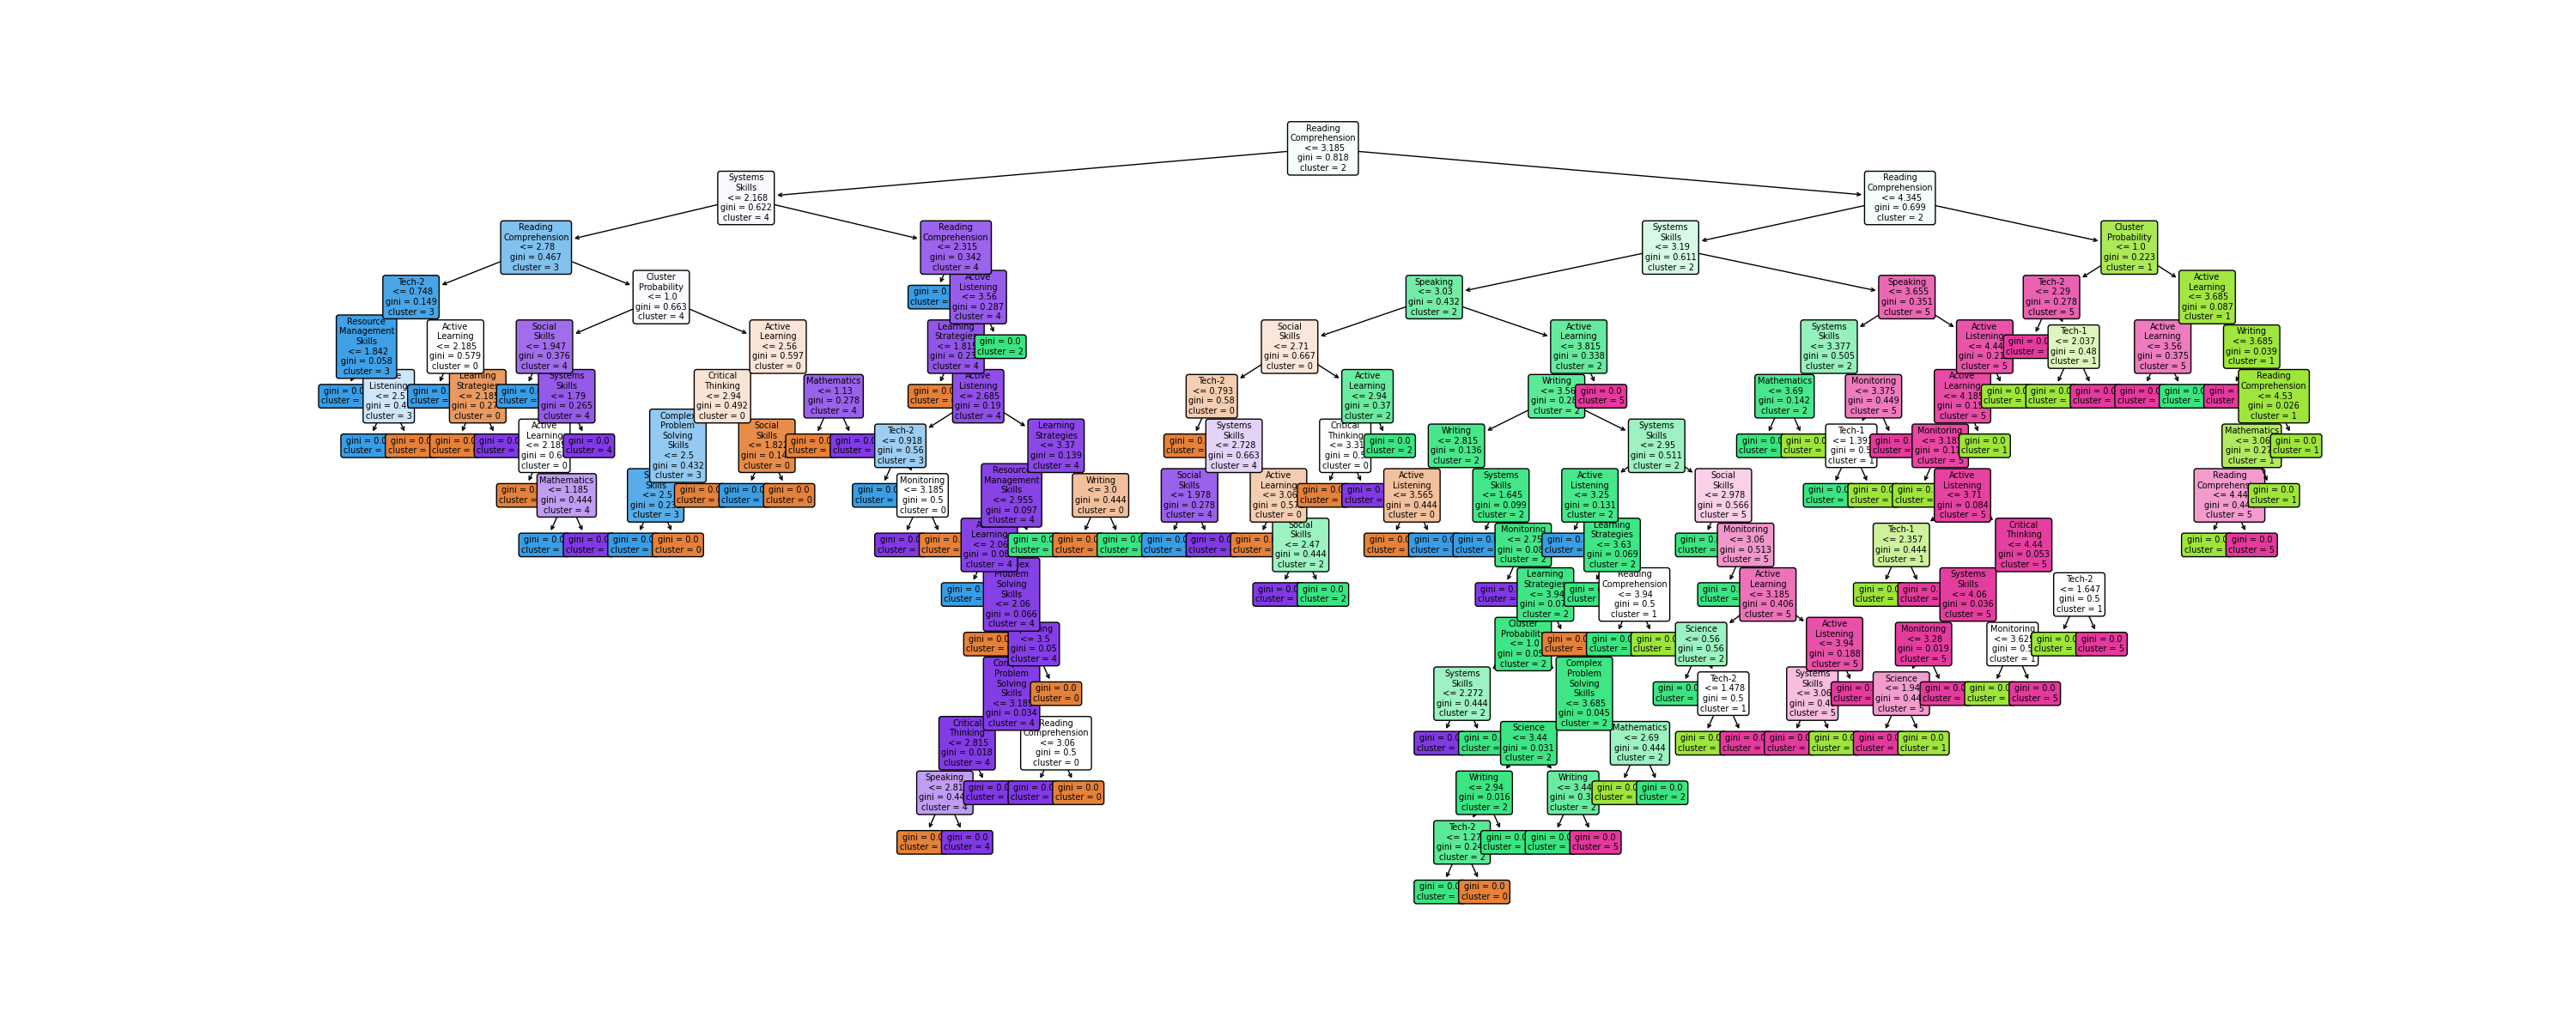 Reading
Comprehension
<= 3.185
gini = 0.818
cluster = 2
Systems
Skills
<= 2.168
gini = 0.622
cluster = 4
Reading
Comprehension
<= 4.345
gini = 0.699
cluster = 2
Reading
Comprehension
<= 2.78
gini = 0.467
cluster = 3
Reading
Comprehension
<= 2.315
gini = 0.342
cluster = 4
Systems
Skills
<= 3.19
gini = 0.611
cluster = 2
Cluster
Probability
<= 1.0
gini = 0.223
cluster = 1
Tech-2
<= 0.748
gini = 0.149
cluster = 3
Cluster
Probability
<= 1.0
gini = 0.663
cluster = 4
gini = 0.
cluster =
Active
Listening
<= 3.56
gini = 0.287
cluster = 4
Speaking
<= 3.03
gini = 0.432
cluster = 2
Speaking
<= 3.655
gini = 0.351
cluster = 5
Tech-2
<= 2.29
gini = 0.278
cluster = 5
Active
Learning
<= 3.685
gini = 0.087
cluster = 1
Resource
Management
Skills
<= 1.842
gini = 0.058
cluster = 3
Active
Learning
<= 2.185
gini = 0.579
cluster = 0
Social
Skills
<= 1.947
gini = 0.376
cluster = 4
Active
Learning
<= 2.56
gini = 0.597
cluster = 0
Learning
Strategies
<= 1.815
gini = 0.23
cluster = 4
gini = 0.0
cluster = 2
Social
Skills
<= 2.71
gini = 0.667
cluster = 0
Active
Learning
<= 3.815
gini = 0.338
cluster = 2
Systems
Skills
<= 3.377
gini = 0.505
cluster = 2
Active
Listening
<= 4.44
gini = 0.21
cluster = 5
gini = 0.0
cluster =
Tech-1
<= 2.037
gini = 0.48
cluster = 1
Active
Learning
<= 3.56
gini = 0.375
cluster = 5
Writing
<= 3.685
gini = 0.039
cluster = 1
gini = 0.0
cluster =
Listening
<= 2.5
gini = 0.4
cluster = 3
gini = 0.
cluster =
Learning
Strategies
<= 2.185
gini = 0.27
cluster = 0
gini = 0.0
cluster =
Systems
Skills
<= 1.79
gini = 0.265
cluster = 4
Critical
Thinking
<= 2.94
gini = 0.492
cluster = 0
Mathematics
<= 1.13
gini = 0.278
cluster = 4
gini = 0.0
cluster =
Active
Listening
<= 2.685
gini = 0.19
cluster = 4
Tech-2
<= 0.793
gini = 0.58
cluster = 0
Active
Learning
<= 2.94
gini = 0.37
cluster = 2
Writing
<= 3.56
gini = 0.28
cluster = 2
gini = 0.0
cluster = 5
Mathematics
<= 3.69
gini = 0.142
cluster = 2
Monitoring
<= 3.375
gini = 0.449
cluster = 5
Active
Learning
<= 4.185
gini = 0.15
cluster = 5
gini = 0.0
cluster =
gini = 0.0
cluster =
gini = 0.0
cluster =
gini = 0.0
cluster =
gini = 0.0
cluster =
gini =
cluster =
Reading
Comprehension
<= 4.53
gini = 0.026
cluster = 1
gini = 0.0
cluster =
gini = 0.0
cluster =
gini = 0.0
cluster =
gini = 0.0
cluster =
Active
Learning
<= 2.185
gini = 0.6
cluster = 0
gini = 0.0
cluster = 4
Complex
Problem
Solving
Skills
<= 2.5
gini = 0.432
cluster = 3
Social
Skills
<= 1.82
gini = 0.14
cluster = 0
gini = 0.0
cluster =
gini = 0.0
cluster =
Tech-2
<= 0.918
gini = 0.56
cluster = 3
Learning
Strategies
<= 3.37
gini = 0.139
cluster = 4
gini = 0.
cluster =
Systems
Skills
<= 2.728
gini = 0.663
cluster = 4
Critical
Thinking
<= 3.31
gini = 0.5
cluster = 0
gini = 0.0
cluster = 2
Writing
<= 2.815
gini = 0.136
cluster = 2
Systems
Skills
<= 2.95
gini = 0.511
cluster = 2
gini = 0.0
cluster =
gini = 0.0
cluster =
Tech-1
<= 1.39
gini = 0.5
cluster = 1
gini = 0.
cluster =
Monitoring
<= 3.185
gini = 0.11
cluster = 5
gini = 0.0
cluster = 1
Mathematics
<= 3.06
gini = 0.27
cluster = 1
gini = 0.0
cluster = 1
gini = 0.
cluster =
Mathematics
<= 1.185
gini = 0.444
cluster = 4
Skills
<= 2.5
gini = 0.2
cluster = 3
gini = 0.0
cluster =
gini = 0.0
cluster =
gini = 0.0
cluster = 0
gini = 0.0
cluster =
Monitoring
<= 3.185
gini = 0.5
cluster = 0
Resource
Management
Skills
<= 2.955
gini = 0.097
cluster = 4
Writing
<= 3.0
gini = 0.444
cluster = 0
Social
Skills
<= 1.978
gini = 0.278
cluster = 4
Active
Learning
<= 3.06
gini = 0.57
cluster = 0
gini = 0.0
cluster =
gini = 0.
cluster =
Active
Learning
<= 3.565
gini = 0.444
cluster = 0
Systems
Skills
<= 1.645
gini = 0.099
cluster = 2
Active
Listening
<= 3.25
gini = 0.131
cluster = 2
Social
Skills
<= 2.978
gini = 0.566
cluster = 5
gini = 0.0
cluster =
gini = 0.0
cluster =
gini = 0.
cluster =
Active
Listening
<= 3.71
gini = 0.084
cluster = 5
Reading
Comprehension
<= 4.44
gini = 0.44
cluster = 5
gini = 0.0
cluster = 1
gini = 0.0
cluster =
gini = 0.0
cluster =
gini = 0.0
cluster =
gini = 0.0
cluster = 0
gini = 0.0
cluster =
gini = 0.
cluster =
Learning
<= 2.06
gini = 0.08
cluster = 4
gini = 0.0
cluster =
gini = 0.0
cluster =
gini = 0.0
cluster =
gini = 0.0
cluster =
gini = 0.0
cluster =
gini = 0.
cluster =
Social
Skills
<= 2.47
gini = 0.444
cluster = 2
gini = 0.0
cluster =
gini = 0.0
cluster =
gini = 0.
cluster =
Monitoring
<= 2.75
gini = 0.08
cluster = 2
gini = 0.
cluster =
Learning
Strategies
<= 3.63
gini = 0.069
cluster = 2
gini = 0.
cluster =
Monitoring
<= 3.06
gini = 0.513
cluster = 5
Tech-1
<= 2.357
gini = 0.444
cluster = 1
Critical
Thinking
<= 4.44
gini = 0.053
cluster = 5
gini = 0.0
cluster =
gini = 0.0
cluster = 5
gini = 0.
cluster =
Problem
Solving
Skills
<= 2.06
gini = 0.066
cluster = 4
gini = 0.0
cluster =
gini = 0.0
cluster = 2
gini = 0.
cluster =
Learning
Strategies
<= 3.94
gini = 0.07
cluster = 2
gini =
cluster
Reading
Comprehension
<= 3.94
gini = 0.5
cluster = 1
gini = 0.
cluster =
Active
Learning
<= 3.185
gini = 0.406
cluster = 5
gini = 0.0
cluster =
gini = 0.
cluster =
Systems
Skills
<= 4.06
gini = 0.036
cluster = 5
Tech-2
<= 1.647
gini = 0.5
cluster = 1
gini = 0.0
cluster =
<= 3.5
gini = 0.05
cluster = 4
Cluster
Probability
<= 1.0
gini = 0.05
cluster = 2
gini = 0.0
cluster =
gini = 0.0
cluster =
gini = 0.0
cluster =
Science
<= 0.56
gini = 0.56
cluster = 2
Active
Listening
<= 3.94
gini = 0.188
cluster = 5
Monitoring
<= 3.28
gini = 0.019
cluster = 5
Monitoring
<= 3.625
gini = 0.5
cluster = 1
gini = 0.0
cluster =
gini = 0.0
cluster = 5
Problem
Solving
Skills
<= 3.18
gini = 0.034
cluster = 4
gini = 0.0
cluster = 0
Systems
Skills
<= 2.272
gini = 0.444
cluster = 2
Complex
Problem
Solving
Skills
<= 3.685
gini = 0.045
cluster = 2
gini = 0.0
cluster =
Tech-2
<= 1.478
gini = 0.5
cluster = 1
Systems
Skills
<= 3.06
gini = 0.4
cluster = 5
gini = 0.
cluster =
Science
<= 1.94
gini = 0.44
cluster = 5
gini = 0.0
cluster =
gini = 0.0
cluster =
gini = 0.0
cluster = 5
Critical
Thinking
<= 2.815
gini = 0.018
cluster = 4
Reading
Comprehension
<= 3.06
gini = 0.5
cluster = 0
gini = 0.0
cluster =
gini = 0.
cluster =
Science
<= 3.44
gini = 0.031
cluster = 2
Mathematics
<= 2.69
gini = 0.444
cluster = 2
gini = 0.0
cluster =
gini = 0.0
cluster =
gini = 0.0
cluster =
gini = 0.0
cluster =
gini = 0.0
cluster =
gini = 0.0
cluster = 1
Speaking
<= 2.81
gini = 0.44
cluster = 4
gini = 0.0
cluster =
gini = 0.0
cluster =
gini = 0.0
cluster = 0
Writing
<= 2.94
gini = 0.016
cluster = 2
Writing
<= 3.44
gini = 0.3
cluster = 2
gini = 0.0
cluster =
gini = 0.0
cluster = 2
gini = 0.0
cluster =
gini = 0.0
cluster = 4
Tech-2
<= 1.27
gini = 0.24
cluster = 2
gini = 0.0
cluster =
gini = 0.0
cluster =
gini = 0.0
cluster = 5
gini = 0.0
cluster =
gini = 0.0
cluster = 0